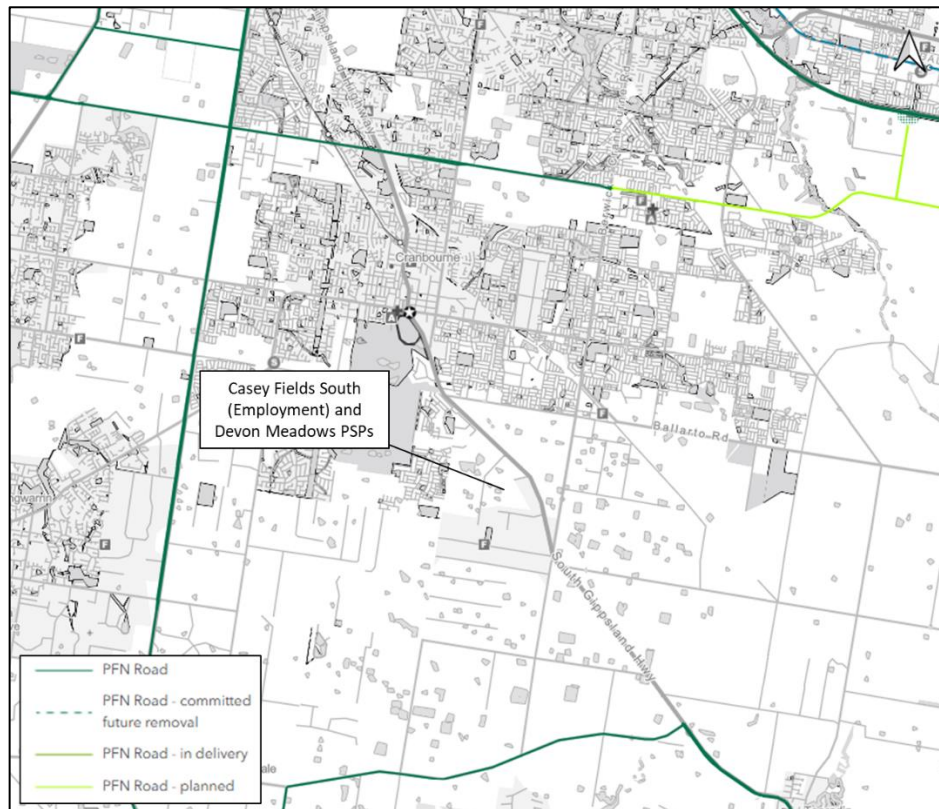 Cranbourne
Casey Fields South
(Employment) and
Devon Meadows PSPs
F
F
F
F
Ballarto Rd
F
South Gippsland Hwy
PFN Road
PFN Road - committed
future removal
PFN Road - in delivery
PFN Road - planned